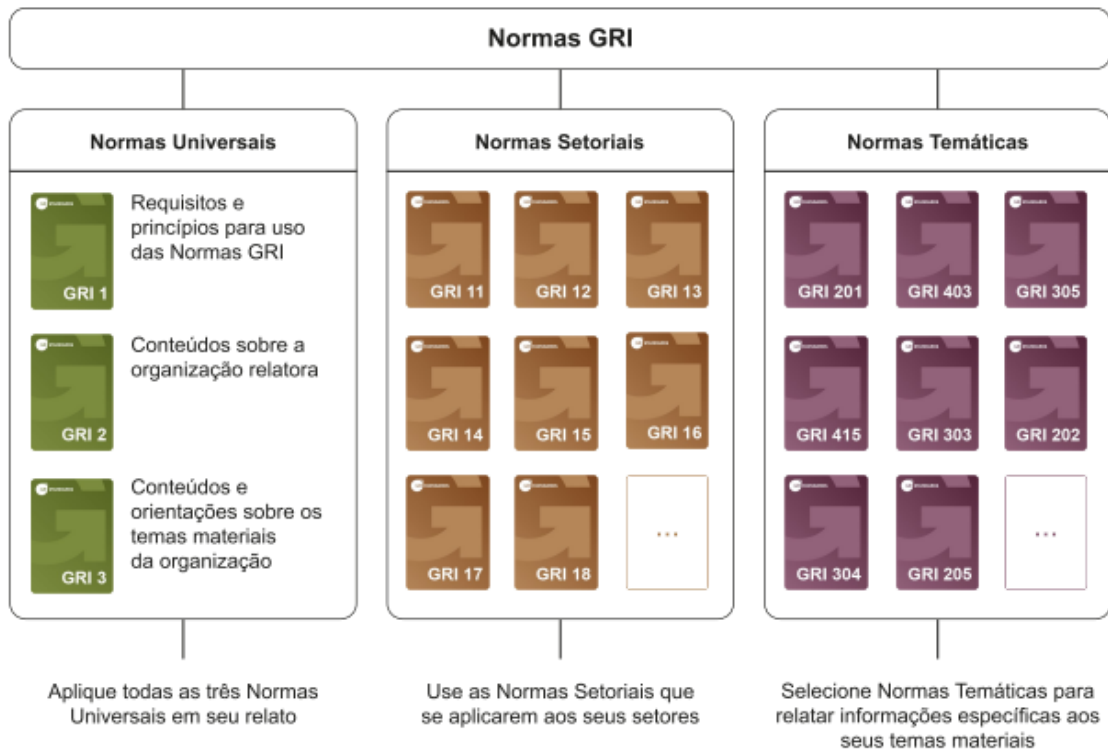 Normas GRI
Normas Universais
GRI 1
Requisitos e
princípios para uso
das Normas GRI
GRI 2
Conteúdos sobre a
organização relatora
GRI 3
Conteúdos e
orientações sobre os
temas materiais
da organização
Aplique todas as três Normas
Universais em seu relato
Normas Setoriais
GRI 11
GRI 12
GRI 13
GRI 14
GRI 15
GRI 16
GRI 17
GRI 18
...
Use as Normas Setoriais que
se aplicarem aos seus setores
Normas Temáticas
GRI 201
GRI 403
GRI 305
GRI 415
GRI 303
GRI 202
GRI 304
GRI 205
...
Selecione Normas Temáticas para
relatar informações específicas aos
seus temas materiais